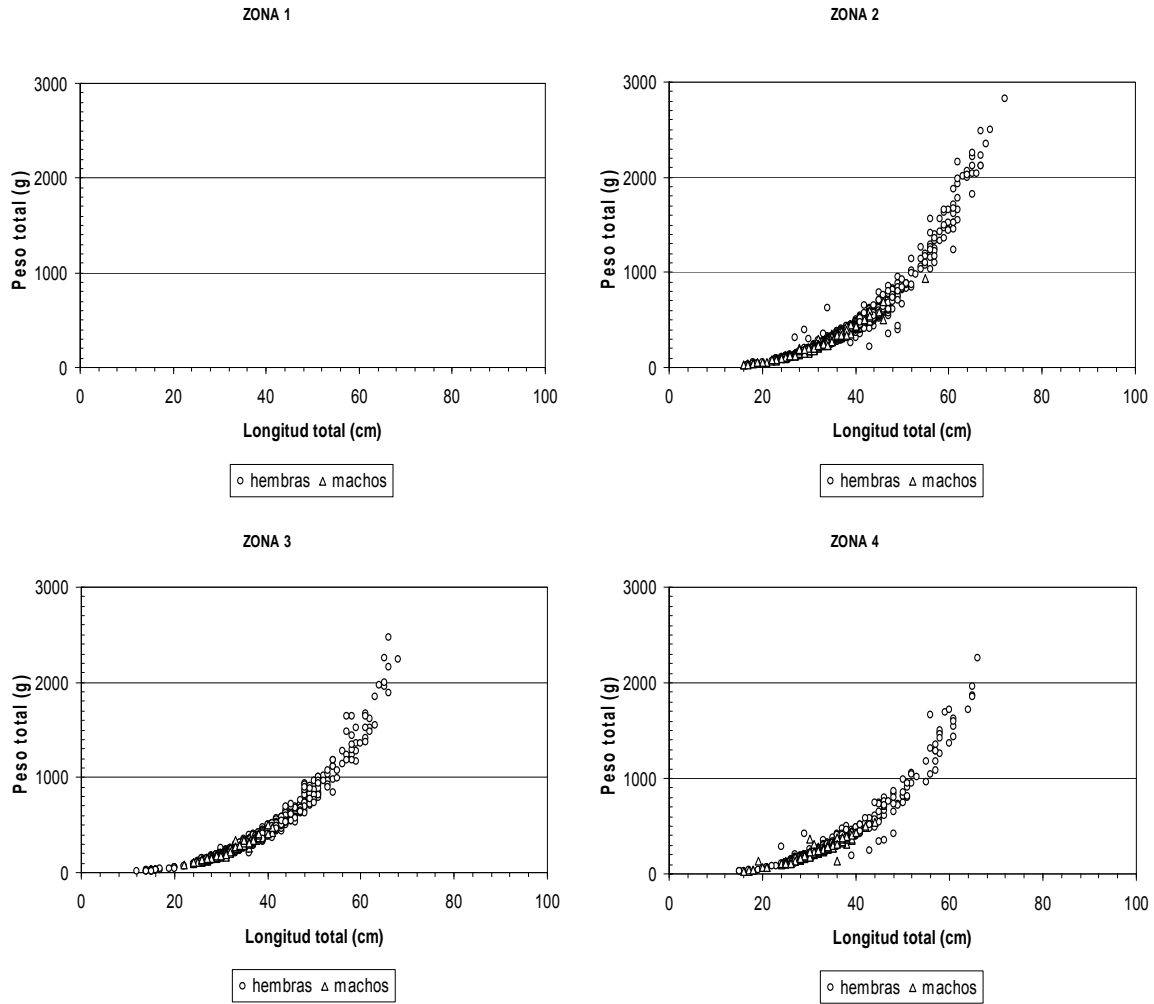 ZONA 1
3000
2000
1000
0
Peso total (g)
0 20 40 60 80 100
Longitud total (cm)
hembras machos
ZONA 2
3000
2000
1000
0
Peso total (g)
0 20 40 60 80 100
Longitud total (cm)
hembras machos
ZONA 3
3000
2000
1000
0
Peso total (g)
0 20 40 60 80 100
Longitud total (cm)
hembras machos
ZONA 4
3000
2000
1000
0
Peso total (g)
0 20 40 60 80 100
Longitud total (cm)
hembras machos